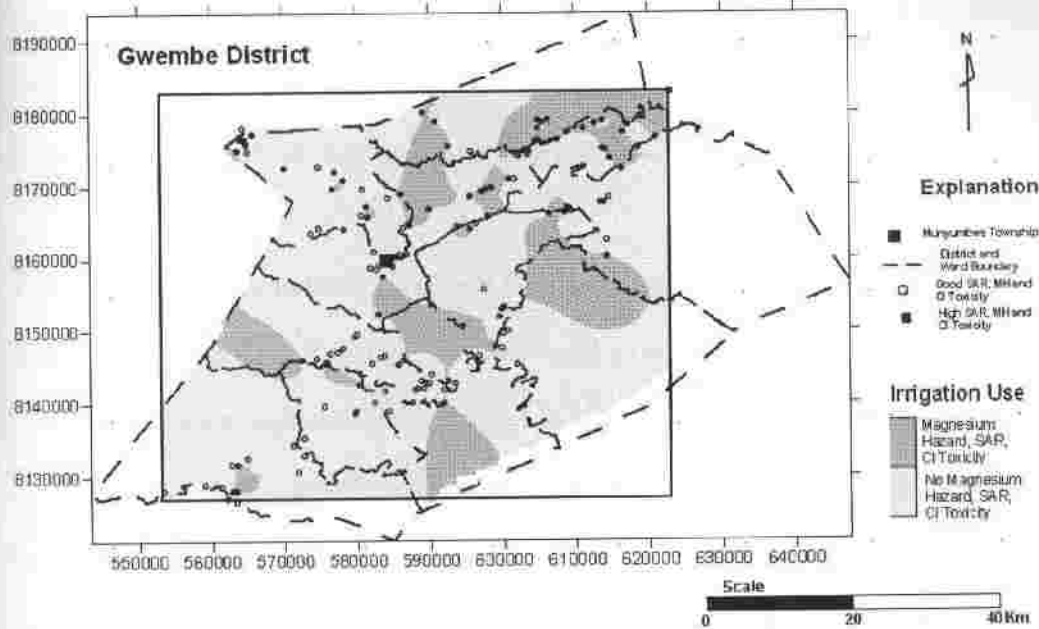 Gwembe District
8190000
8180000
8170000
8160000
8150000
8140000
8130000
550000
560000
570000
580000
590000
600000
610000
620000
630000
640000
N
Explanation
Munyumbwe Township
District and
Ward Boundary
Good SAR, MH and
Cl Toxicity
High SAR, MH and
Cl Toxicity
Irrigation Use
Magnesium
Hazard, SAR,
Cl Toxicity
No Magnesium
Hazard, SAR,
Cl Toxicity
Scale
0
20
40 Km